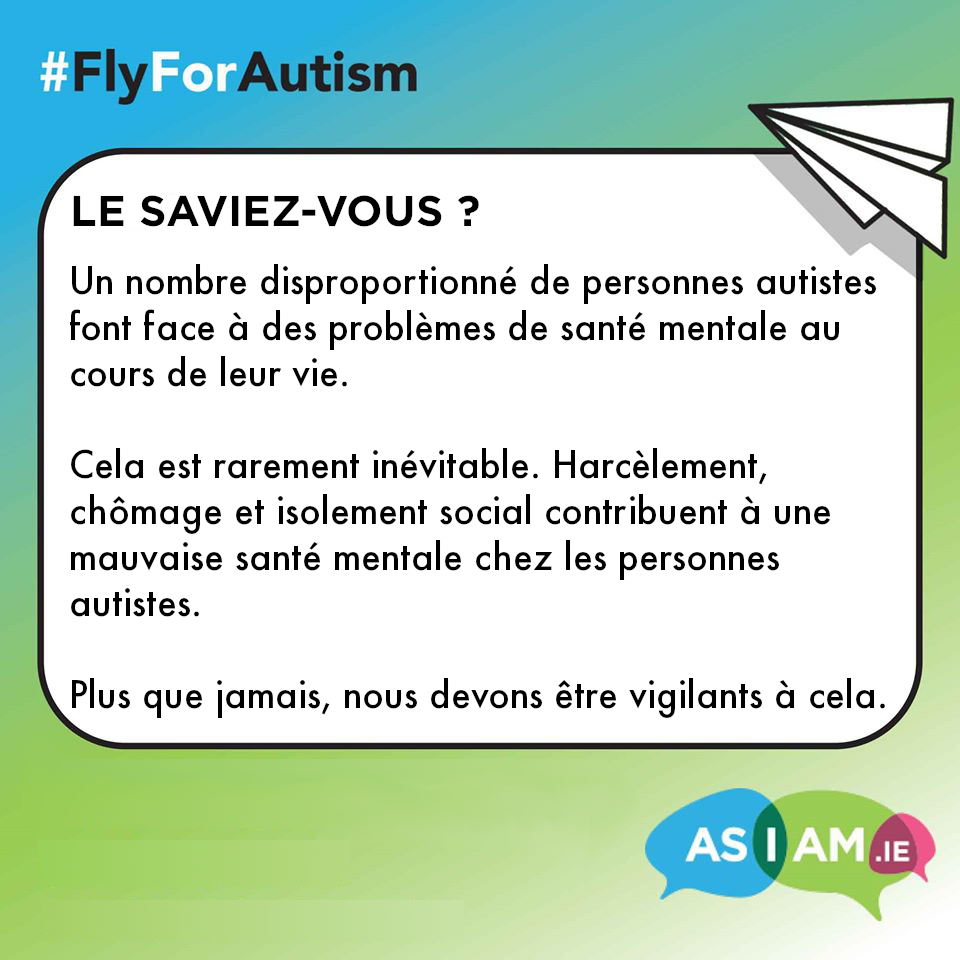 #FlyForAutism
LE SAVIEZ-VOUS ?
Un nombre disproportionné de personnes autistes
font face à des problèmes de santé mentale au
cours de leur vie.
Cela est rarement inévitable. Harcèlement,
chômage et isolement social contribuent à une
mauvaise santé mentale chez les personnes
autistes.
Plus que jamais, nous devons être vigilants à cela.
AS I AM.IE